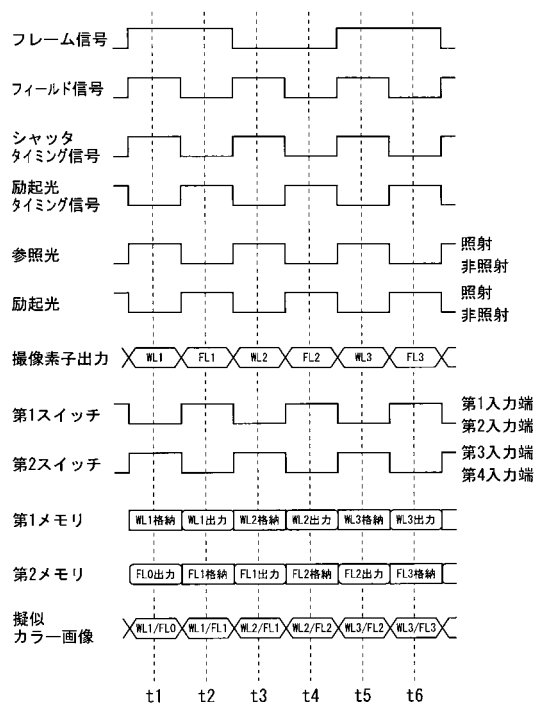 フレーム信号
フィールド信号
シャッタ
タイミング信号
励起光
タイミング信号
参照光
照射
非照射
励起光
照射
非照射
撮像素子出力 WL1 FL1 WL2 FL2 WL3 FL3
第1スイッチ
第1入力端
第2入力端
第2スイッチ
第3入力端
第4入力端
第1メモリ WL1格納 WL1出力 WL2格納 WL2出力 WL3格納 WL3出力
第2メモリ FL0出力 FL1格納 FL1出力 FL2格納 FL2出力 FL3格納
擬似
カラー画像 WL1/FL0 WL1/FL1 WL2/FL1 WL2/FL2 WL3/FL2 WL3/FL3
t1 t2 t3 t4 t5 t6